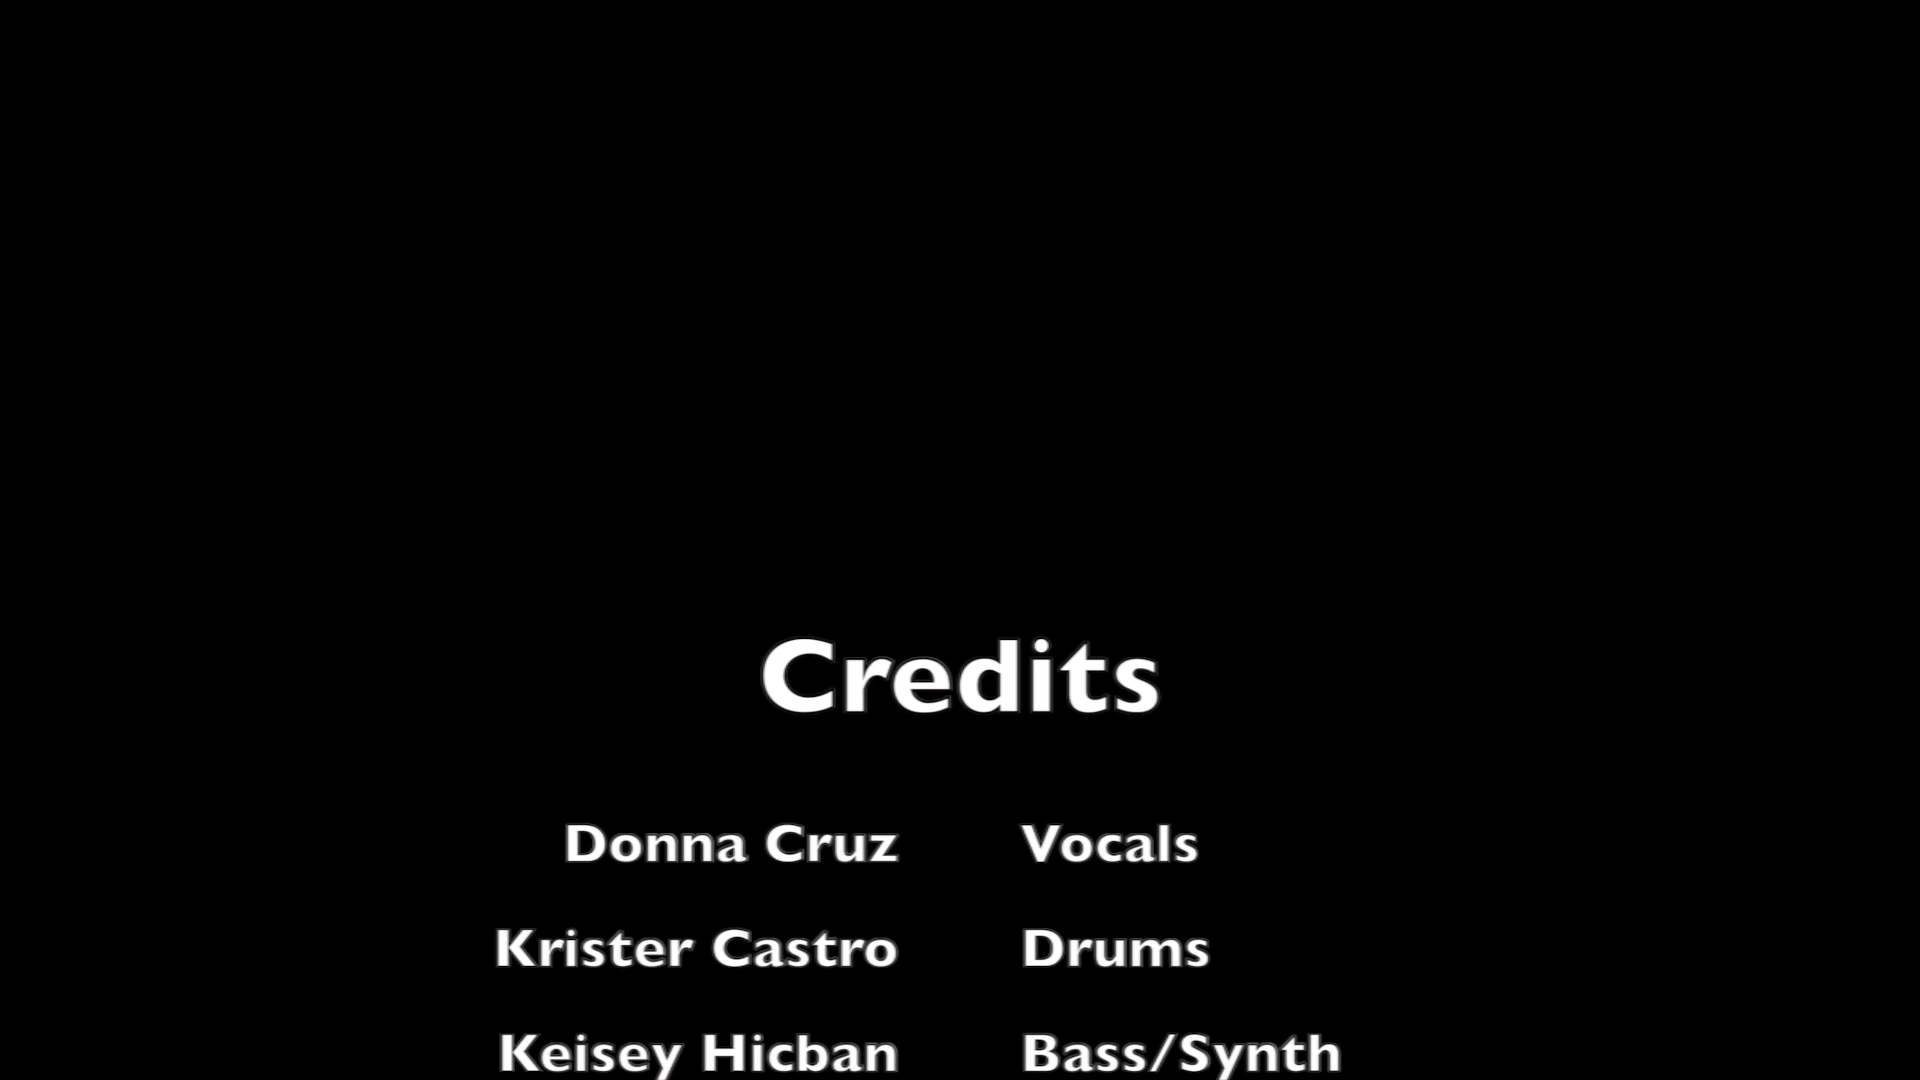 Credits
Donna Cruz Vocals
Krister Castro Drums
Keisey Hicban Bass/Synth